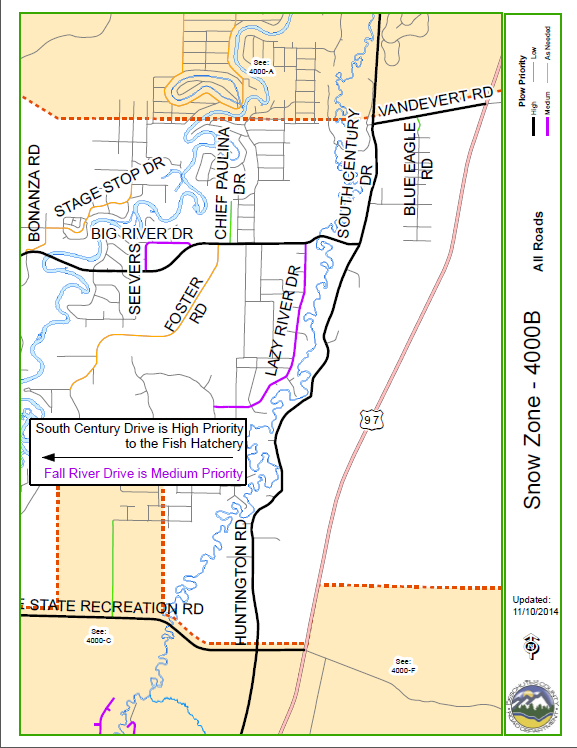 See:
4000-A
VANDEVERT RD
SOUTH CENTURY
DR
BLUE EAGLE
RD
CHIEF PAULINA
DR
STAGE STOP DR
BONANZA RD
BIG RIVER DR
SEEVERS
FOSTER
RD
LAZY RIVER DR
97
South Century Drive is High Priority
to the Fish Hatchery
Fall River Drive is Medium Priority
HUNTINGTON RD
E STATE RECREATION RD
See:
4000-C
See:
4000-F
Plow Priority
High
Low
Medium
As Needed
All Roads
Snow Zone - 4000B
Updated:
11/10/2014